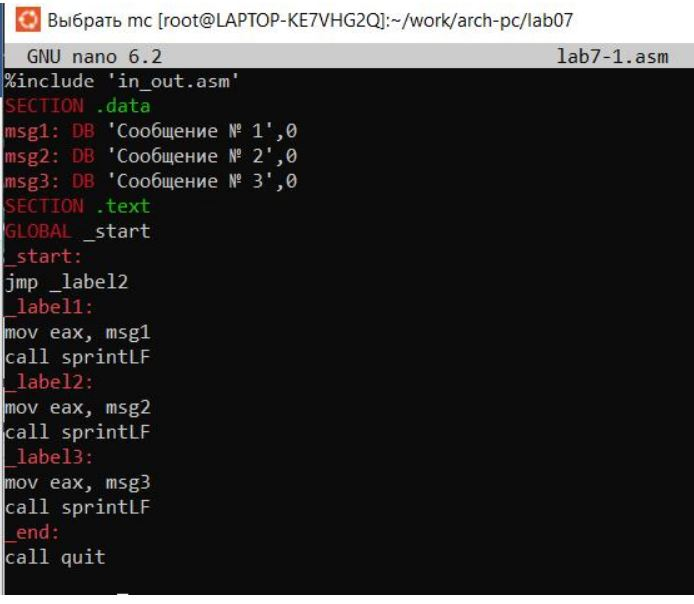 Выбрать mc [root@LAPTOP-KE7VHG2Q]:~/work/arch-pc/lab07
GNU nano 6.2 lab7-1.asm
%include 'in_out.asm'
SECTION .data
msg1: DB 'Сообщение № 1',0
msg2: DB 'Сообщение № 2',0
msg3: DB 'Сообщение № 3',0
SECTION .text
GLOBAL _start
_start:
jmp _label2
_label1:
mov eax, msg1
call sprintLF
_label2:
mov eax, msg2
call sprintLF
_label3:
mov eax, msg3
call sprintLF
_end:
call quit